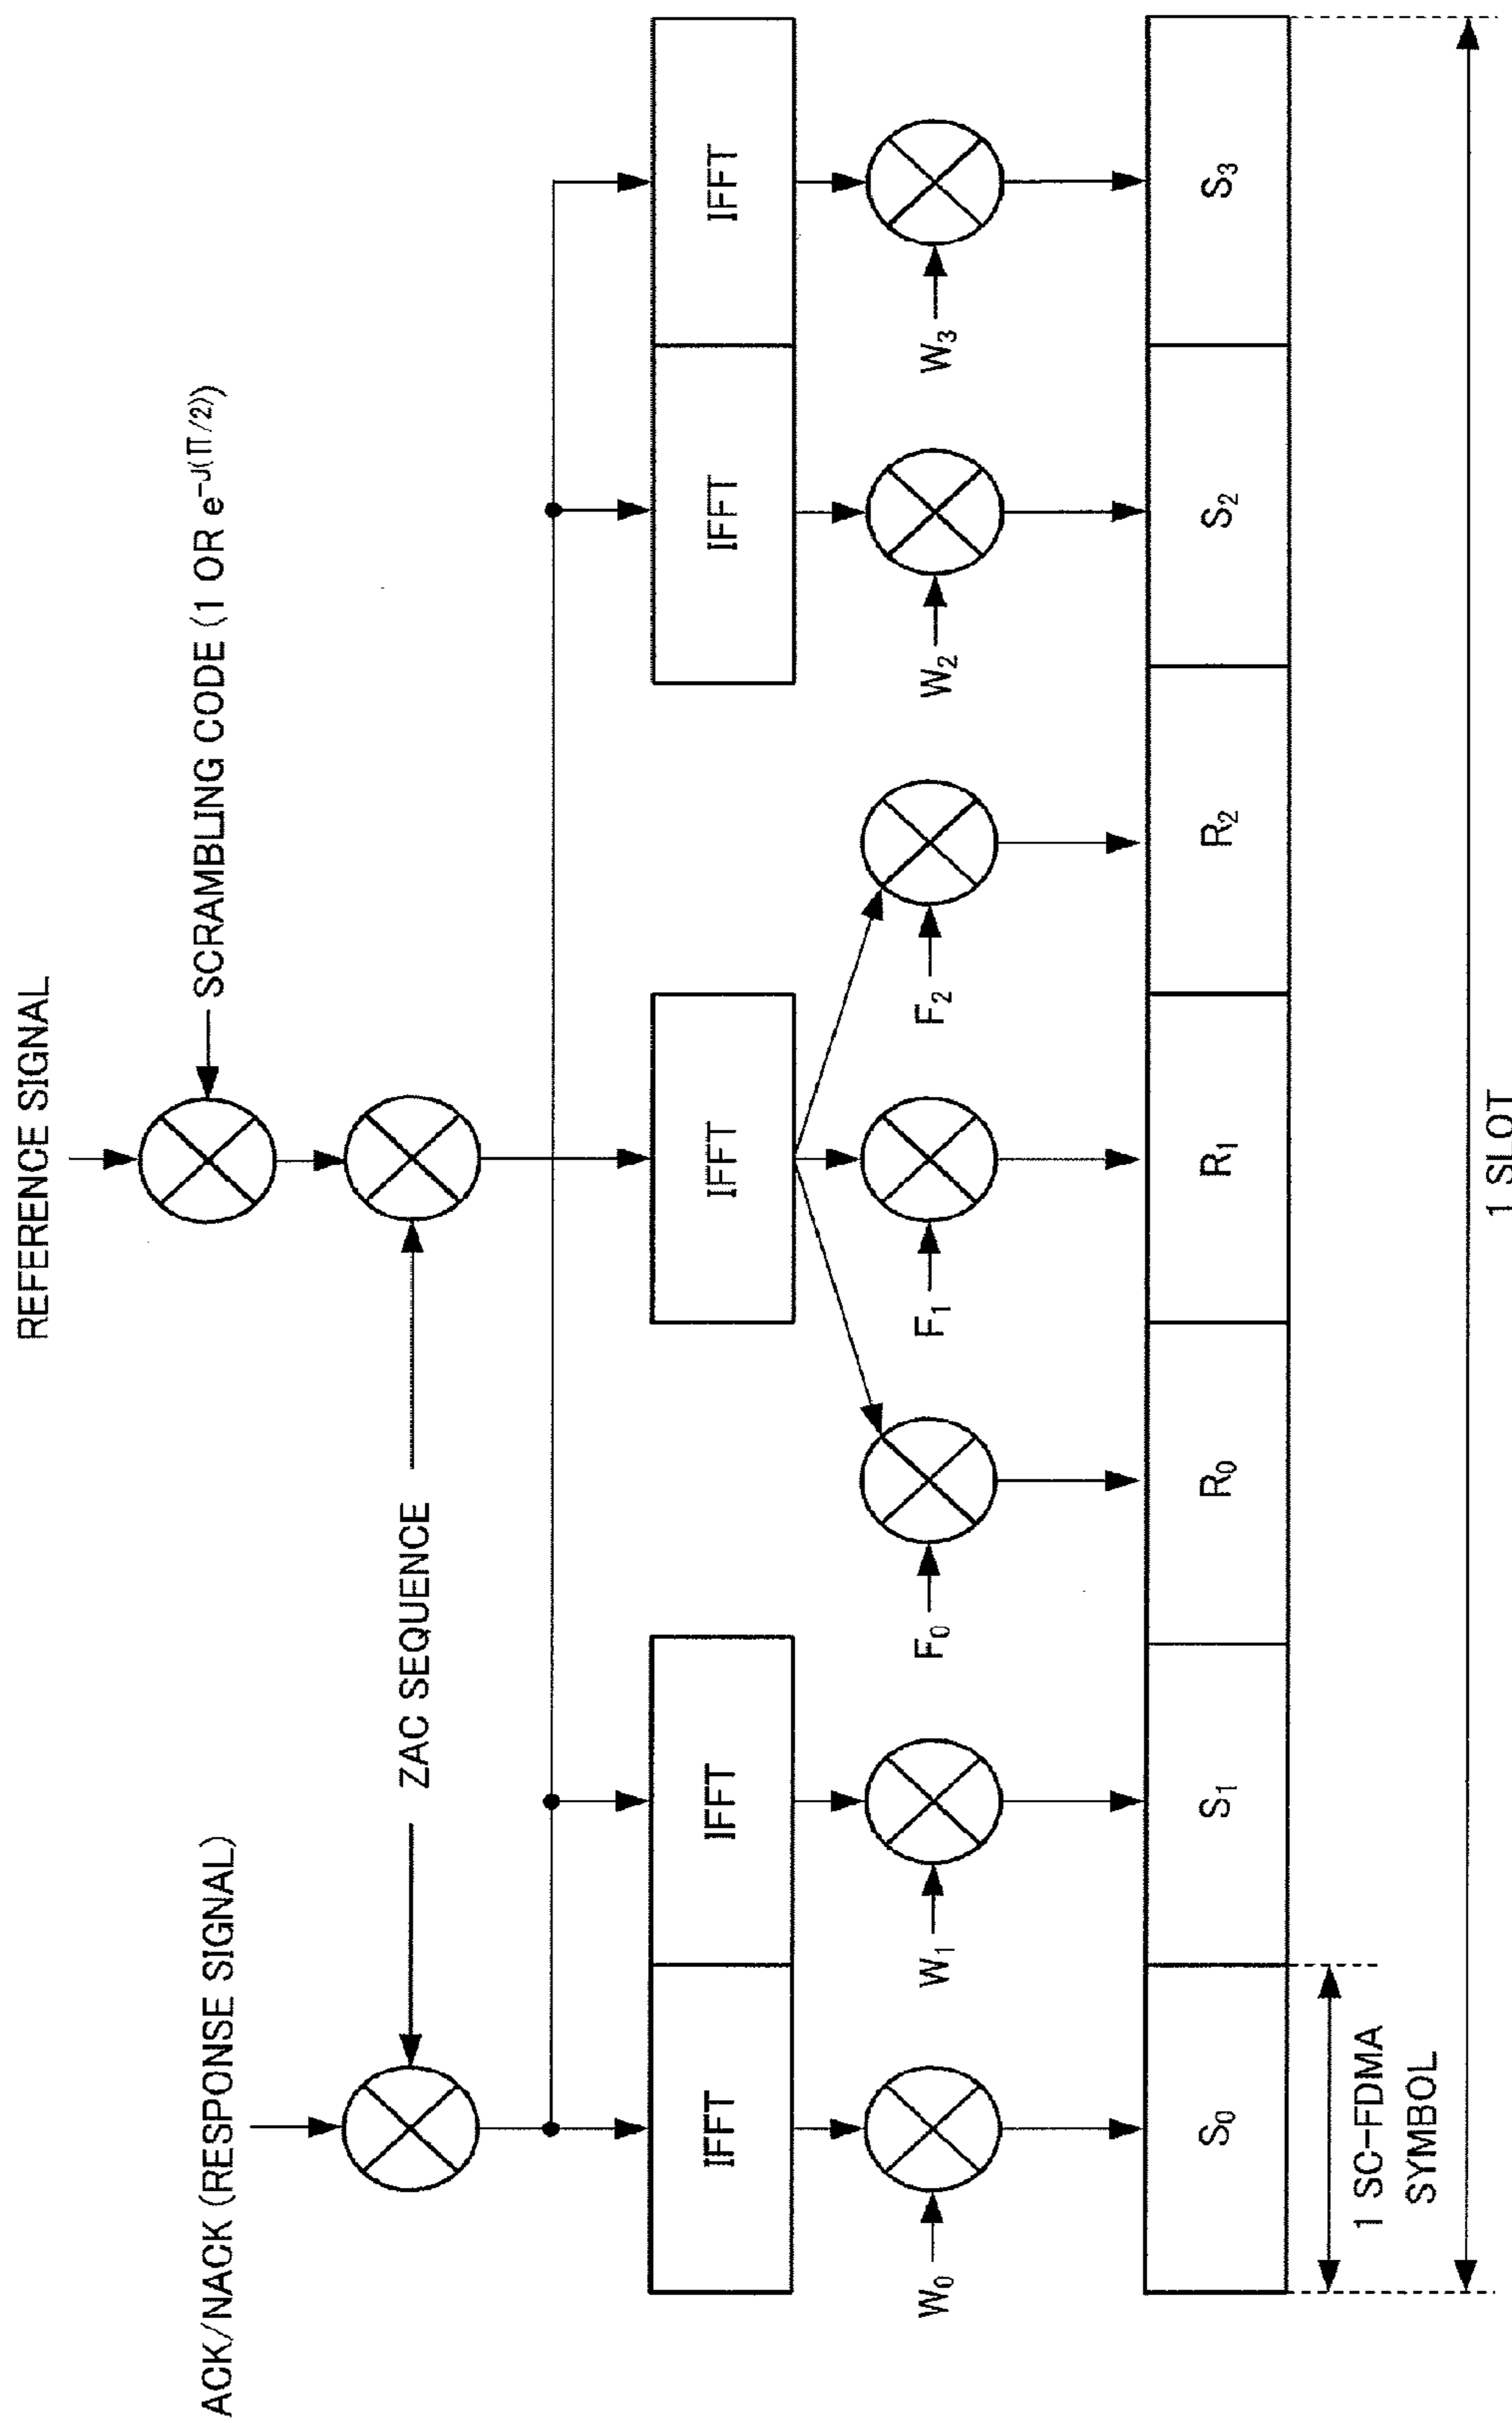 REFERENCE SIGNAL
SCRAMBLING CODE (1 OR e^-J(Π/2))
ACK/NACK (RESPONSE SIGNAL)
ZAC SEQUENCE
IFFT
IFFT
IFFT
IFFT
IFFT
W₀
W₁
F₀
F₁
F₂
W₂
W₃
S₀
S₁
R₀
R₁
R₂
S₂
S₃
1 SC-FDMA
SYMBOL
1 SLOT